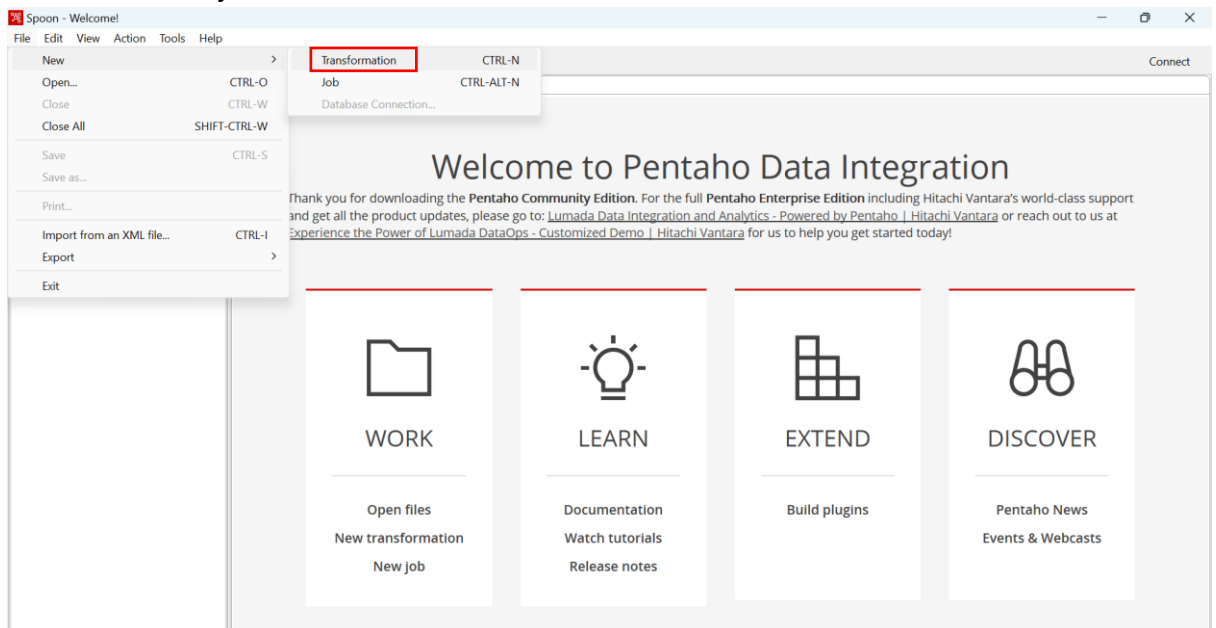 Spoon - Welcome!
File Edit View Action Tools Help
New >
Transformation CTRL-N
Connect
Open... CTRL-O
Job CTRL-ALT-N
Close CTRL-W
Database Connection...
Close All SHIFT-CTRL-W
Save CTRL-S
Save as...
Print...
Import from an XML file... CTRL-I
Export >
Exit
Welcome to Pentaho Data Integration
Thank you for downloading the Pentaho Community Edition. For the full Pentaho Enterprise Edition including Hitachi Vantara's world-class support
and get all the product updates, please go to: Lumada Data Integration and Analytics - Powered by Pentaho | Hitachi Vantara or reach out to us at
Experience the Power of Lumada DataOps - Customized Demo | Hitachi Vantara for us to help you get started today!
WORK
Open files
New transformation
New job
LEARN
Documentation
Watch tutorials
Release notes
EXTEND
Build plugins
DISCOVER
Pentaho News
Events & Webcasts